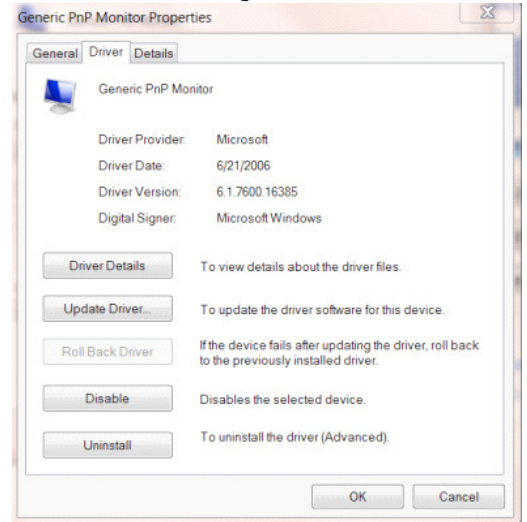 Generic PnP Monitor Properties
General Driver Details
Generic PnP Monitor
Driver Provider: Microsoft
Driver Date: 6/21/2006
Driver Version: 6.1.7600.16385
Digital Signer: Microsoft Windows
Driver Details To view details about the driver files.
Update Driver... To update the driver software for this device.
Roll Back Driver If the device fails after updating the driver, roll back
to the previously installed driver.
Disable Disables the selected device.
Uninstall To uninstall the driver (Advanced).
OK Cancel